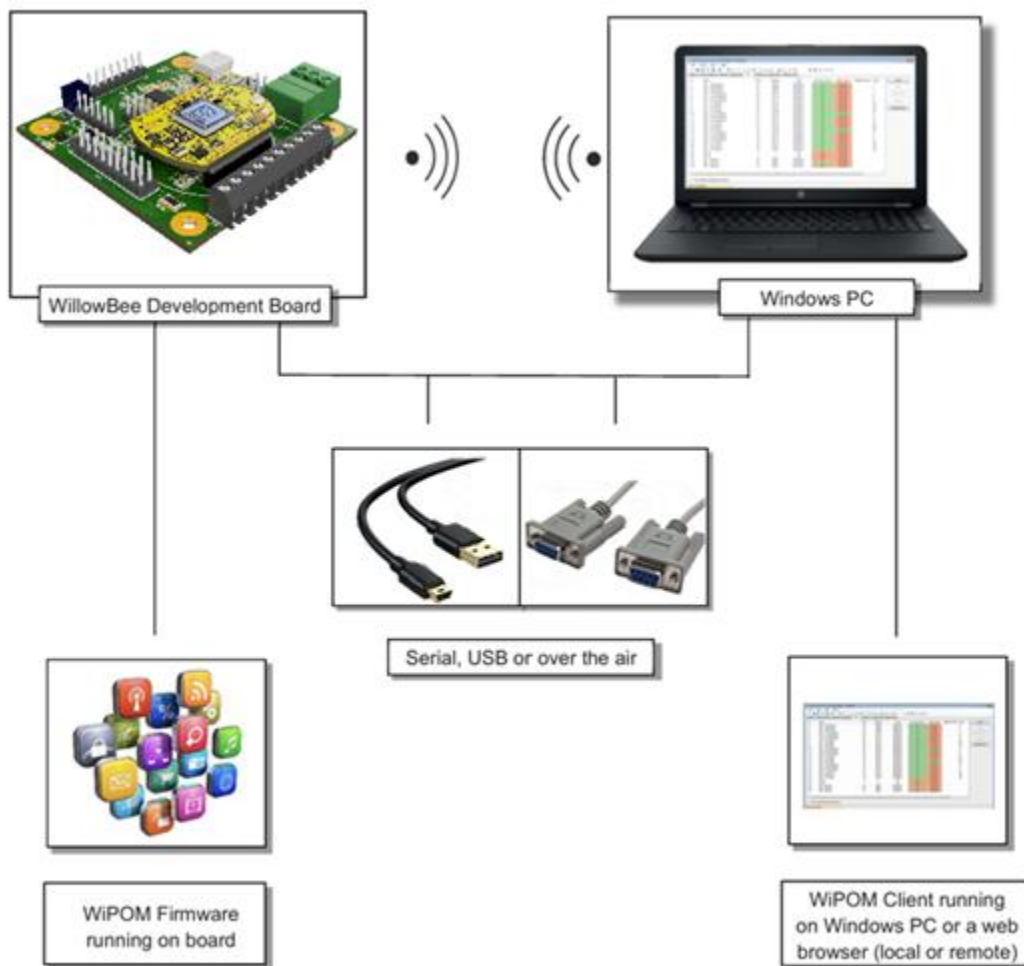 WillowBee Development Board
Windows PC
Serial, USB or over the air
WiPOM Firmware
running on board
WiPOM Client running
on Windows PC or a web
browser (local or remote)